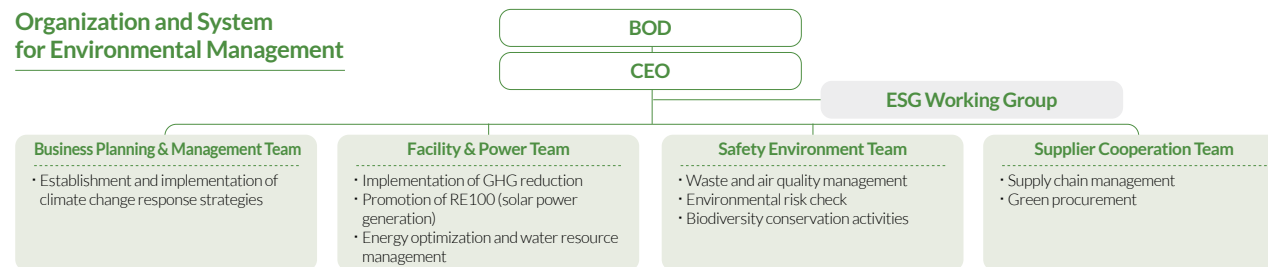 Organization and System
for Environmental Management
BOD
CEO
ESG Working Group
Business Planning & Management Team
・Establishment and implementation of
climate change response strategies
Facility & Power Team
・Implementation of GHG reduction
・Promotion of RE100 (solar power
generation)
・Energy optimization and water resource
management
Safety Environment Team
・Waste and air quality management
・Environmental risk check
・Biodiversity conservation activities
Supplier Cooperation Team
・Supply chain management
・Green procurement